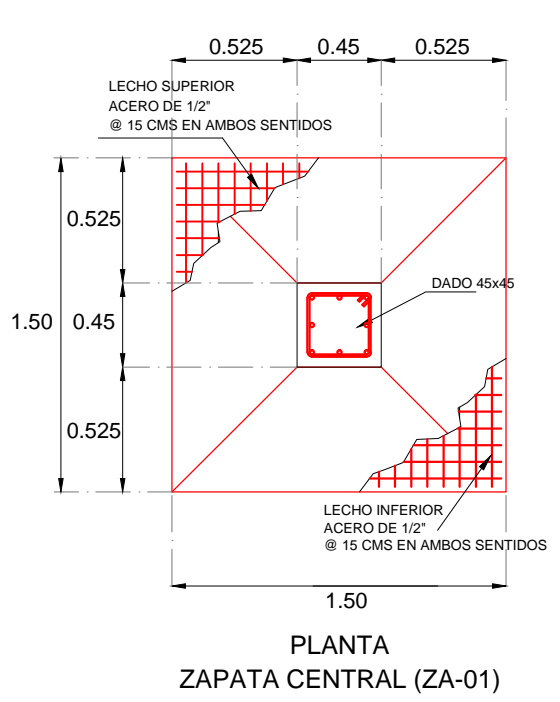 0.525 0.45 0.525
LECHO SUPERIOR
ACERO DE 1/2"
@ 15 CMS EN AMBOS SENTIDOS
0.525
DADO 45x45
1.50 0.45
0.525
LECHO INFERIOR
ACERO DE 1/2"
@ 15 CMS EN AMBOS SENTIDOS
1.50
PLANTA
ZAPATA CENTRAL (ZA-01)